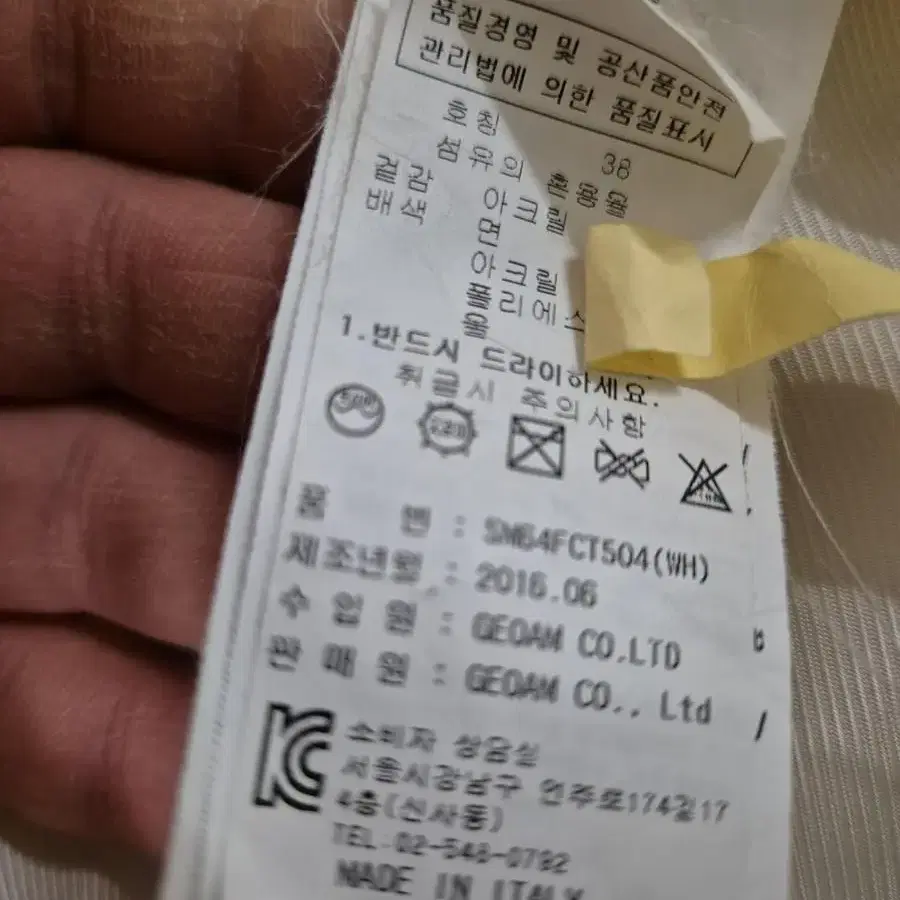 품질경영 및 공산품안전
관리법에 의한 품질표시
호칭 38
섬유의 혼용율
겉감 아크릴
면
배색 아크릴
폴리에스
울
1.반드시 드라이하세요.
취급시 주의사항
품 번 : SM64FCT504(WH)
제조년월 : 2016.06
수 입 원 : GEOAM CO.LTD
판 매 원 : GEOAM CO., Ltd
소비자 상담실
서울시강남구 언주로174길17
4층(신사동)
TEL.02-548-0792
MADE IN ITALY